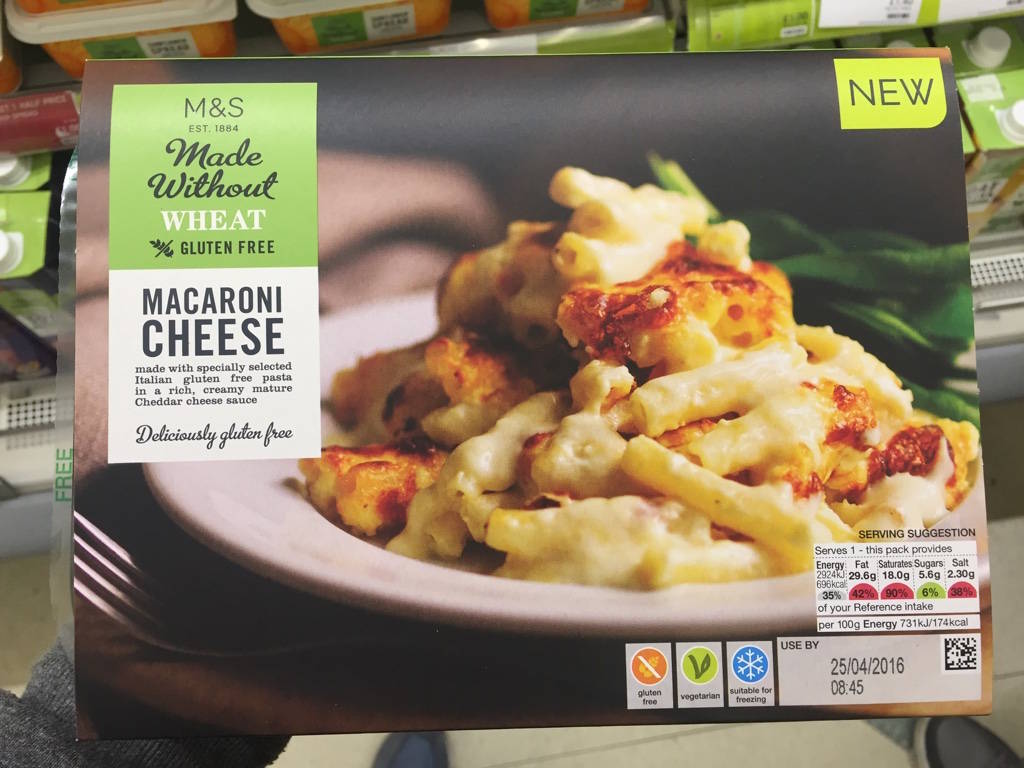 M&S
EST. 1884
Made
Without
WHEAT
GLUTEN FREE
MACARONI
CHEESE
made with specially selected
Italian gluten free pasta
in a rich, creamy mature
Cheddar cheese sauce
Deliciously gluten free
NEW
FREE
SERVING SUGGESTION
Serves 1 - this pack provides
Energy Fat Saturates Sugars Salt
2924kJ 29.6g 18.0g 5.6g 2.30g
696kcal
35% 42% 90% 6% 38%
of your Reference intake
per 100g Energy 731kJ/174kcal
gluten
free
vegetarian
suitable for
freezing
USE BY
25/04/2016
08:45